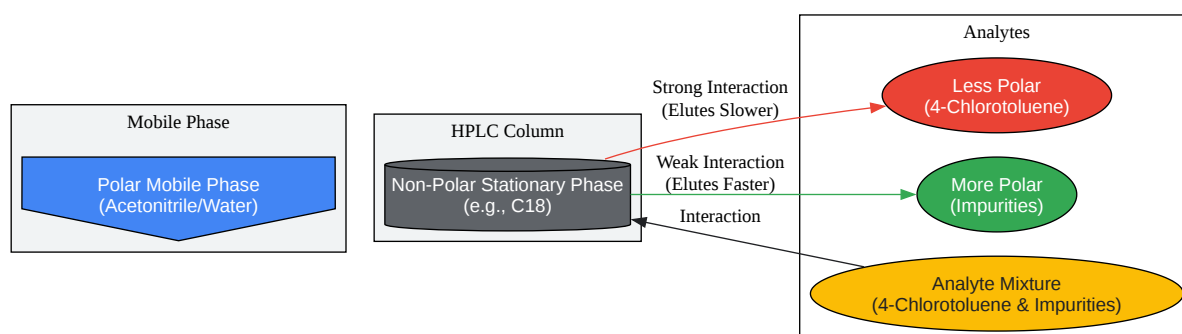 Mobile Phase
Polar Mobile Phase
(Acetonitrile/Water)
HPLC Column
Non-Polar Stationary Phase
(e.g., C18)
Strong Interaction
(Elutes Slower)
Weak Interaction
(Elutes Faster)
Interaction
Analytes
Less Polar
(4-Chlorotoluene)
More Polar
(Impurities)
Analyte Mixture
(4-Chlorotoluene & Impurities)